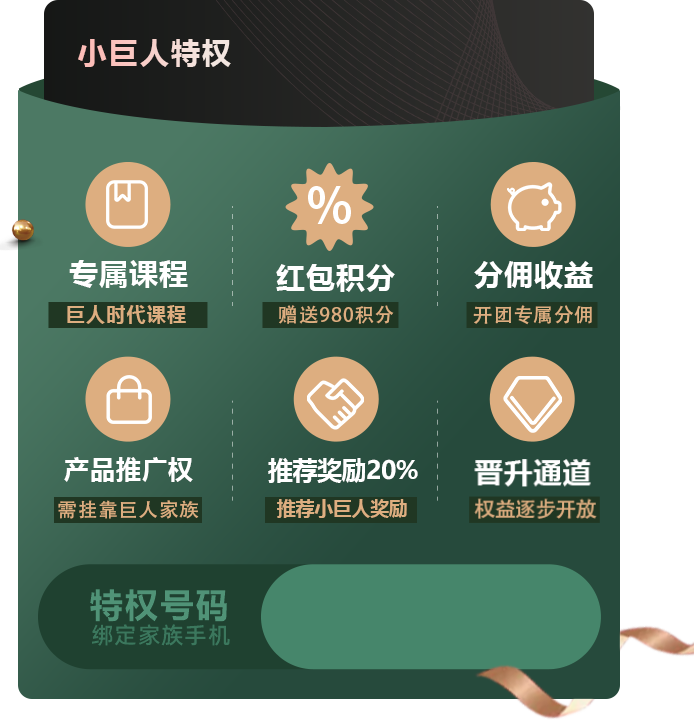 小巨人特权
%
专属课程
红包积分
分佣收益
巨人时代课程
赠送980积分
开团专属分佣
产品推广权
推荐奖励20%
晋升通道
需挂靠巨人家族
推荐小巨人奖励
权益逐步开放
特权号码
绑定家族手机